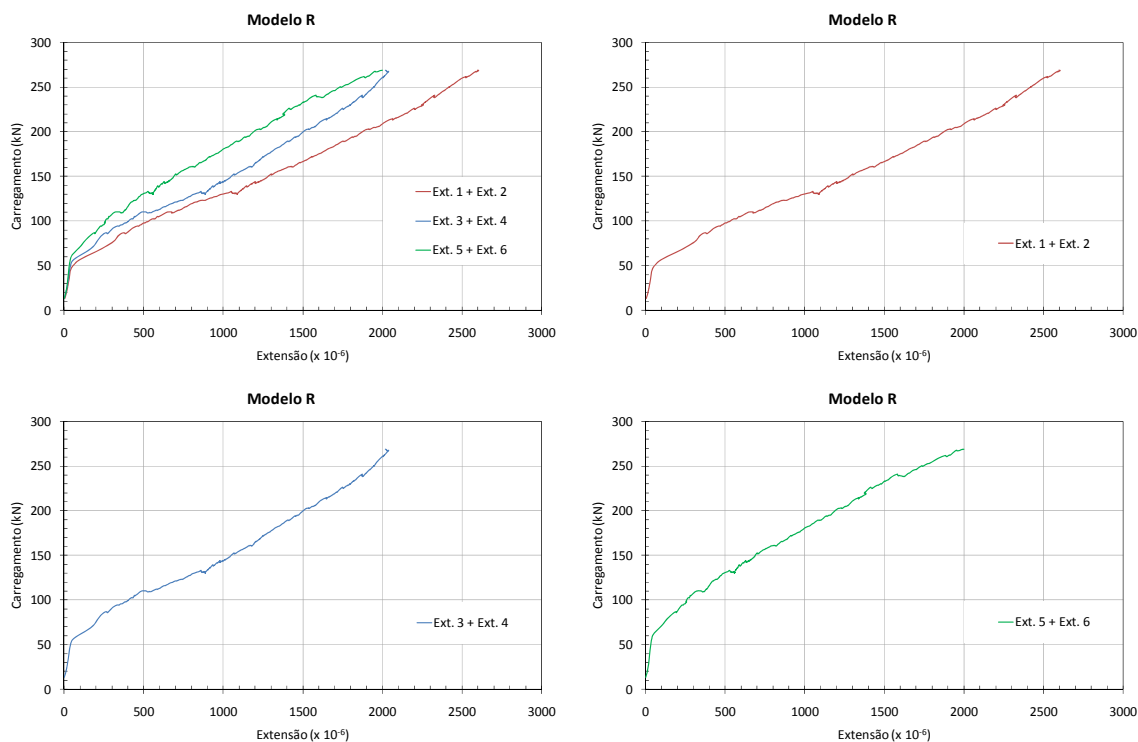 Modelo R
300
250
200
150
100
50
0
Carregamento (kN)
Ext. 1 + Ext. 2
Ext. 3 + Ext. 4
Ext. 5 + Ext. 6
0 500 1000 1500 2000 2500 3000
Extensão (x 10⁻⁶)
Modelo R
300
250
200
150
100
50
0
Carregamento (kN)
Ext. 1 + Ext. 2
0 500 1000 1500 2000 2500 3000
Extensão (x 10⁻⁶)
Modelo R
300
250
200
150
100
50
0
Carregamento (kN)
Ext. 3 + Ext. 4
0 500 1000 1500 2000 2500 3000
Extensão (x 10⁻⁶)
Modelo R
300
250
200
150
100
50
0
Carregamento (kN)
Ext. 5 + Ext. 6
0 500 1000 1500 2000 2500 3000
Extensão (x 10⁻⁶)